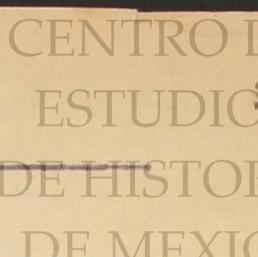 CENTRO D
ESTUDIO
DE HISTOR
DE MEXIC